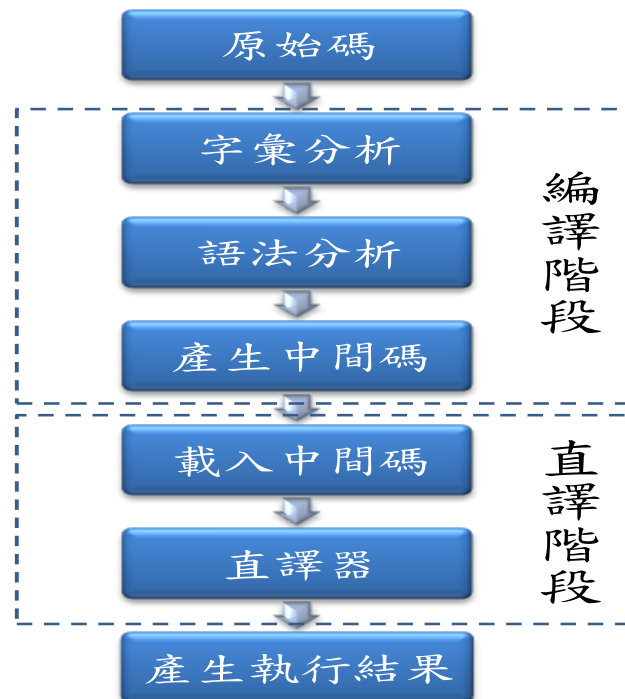 原始碼
字彙分析
語法分析
產生中間碼
編譯階段
載入中間碼
直譯器
直譯階段
產生執行結果